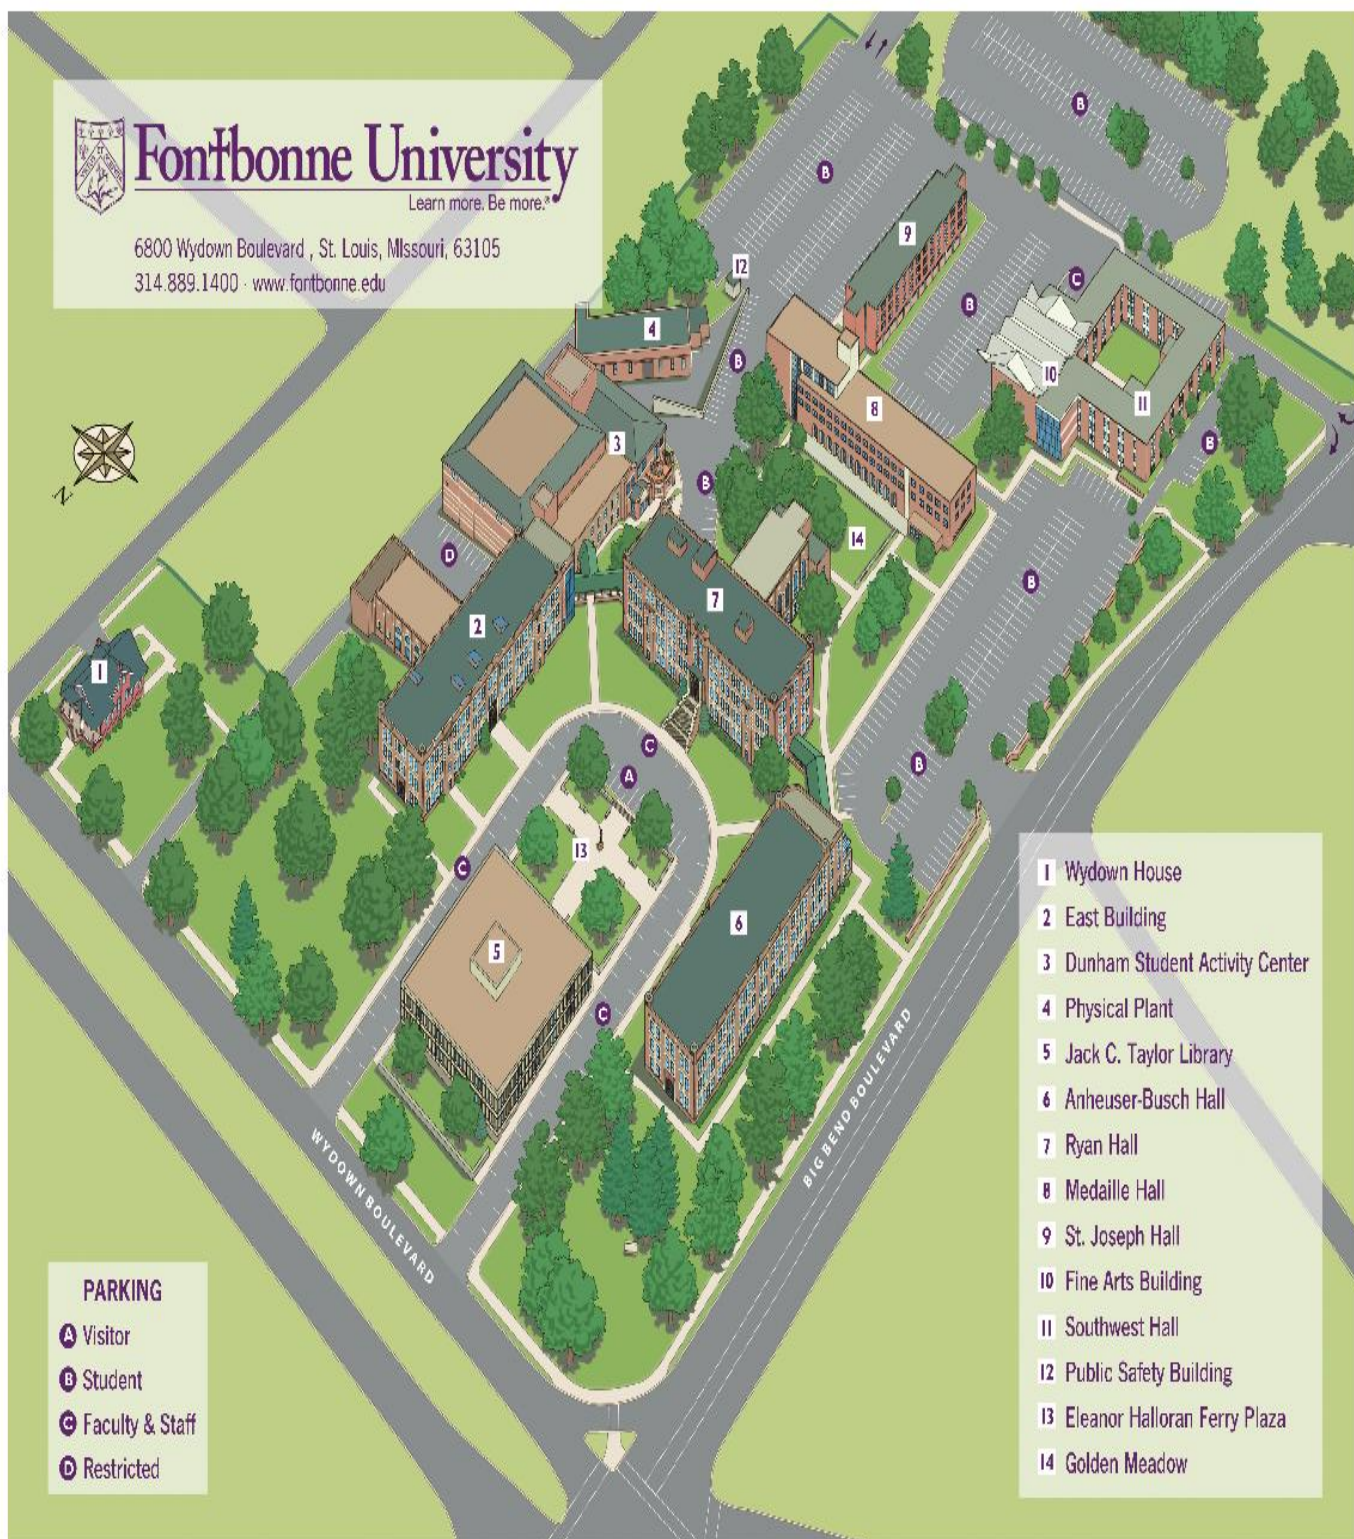 Fontbonne University
Learn more. Be more.®
6800 Wydown Boulevard , St. Louis, MIssouri, 63105
314.889.1400 · www.fontbonne.edu
B
B
9
12
C
4
B
B
10
8
11
3
B
B
N
14
D
B
7
2
1
C
A
B
13
C
6
5
C
WYDOWN BOULEVARD
BIG BEND BOULEVARD
1 Wydown House
2 East Building
3 Dunham Student Activity Center
4 Physical Plant
5 Jack C. Taylor Library
6 Anheuser-Busch Hall
7 Ryan Hall
8 Medaille Hall
9 St. Joseph Hall
10 Fine Arts Building
11 Southwest Hall
12 Public Safety Building
13 Eleanor Halloran Ferry Plaza
14 Golden Meadow
PARKING
A Visitor
B Student
C Faculty & Staff
D Restricted